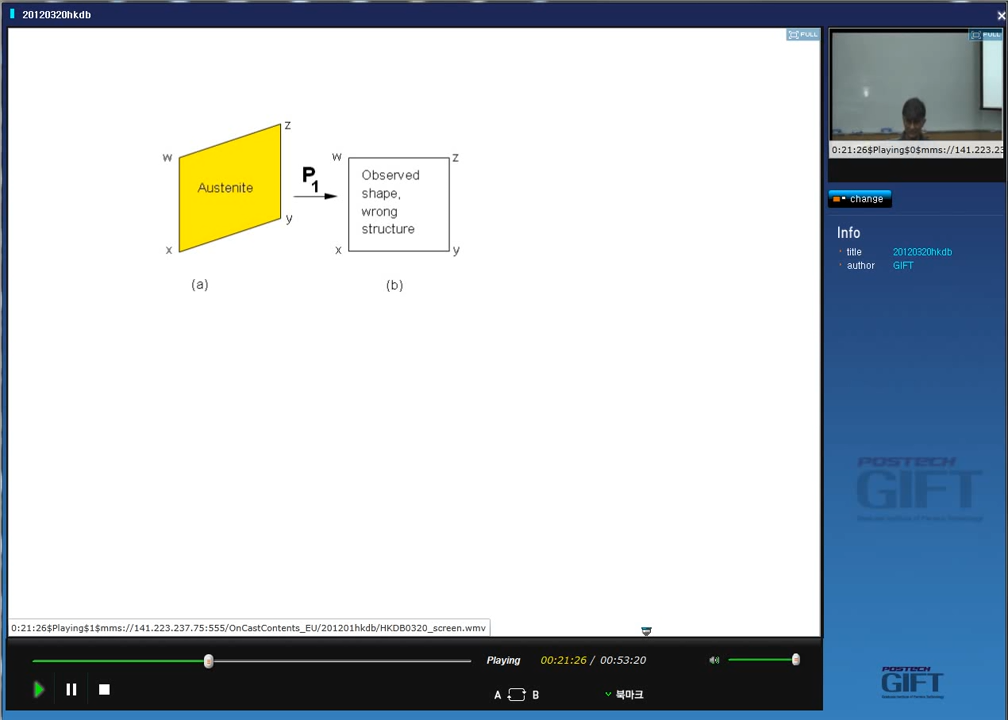 20120320hkdb
FULL
FULL
w
z
Austenite
x
y
P1
w
z
Observed
shape,
wrong
structure
x
y
(a)
(b)
0:21:26$Playing$0$mms://141.223.23
change
Info
title 20120320hkdb
author GIFT
POSTECH
GIFT
0:21:26$Playing$1$mms://141.223.237.75:555/OnCastContents_EU/201201hkdb/HKDB0320_screen.wmv
Playing 00:21:26 / 00:53:20
A B
북마크
POSTECH
GIFT